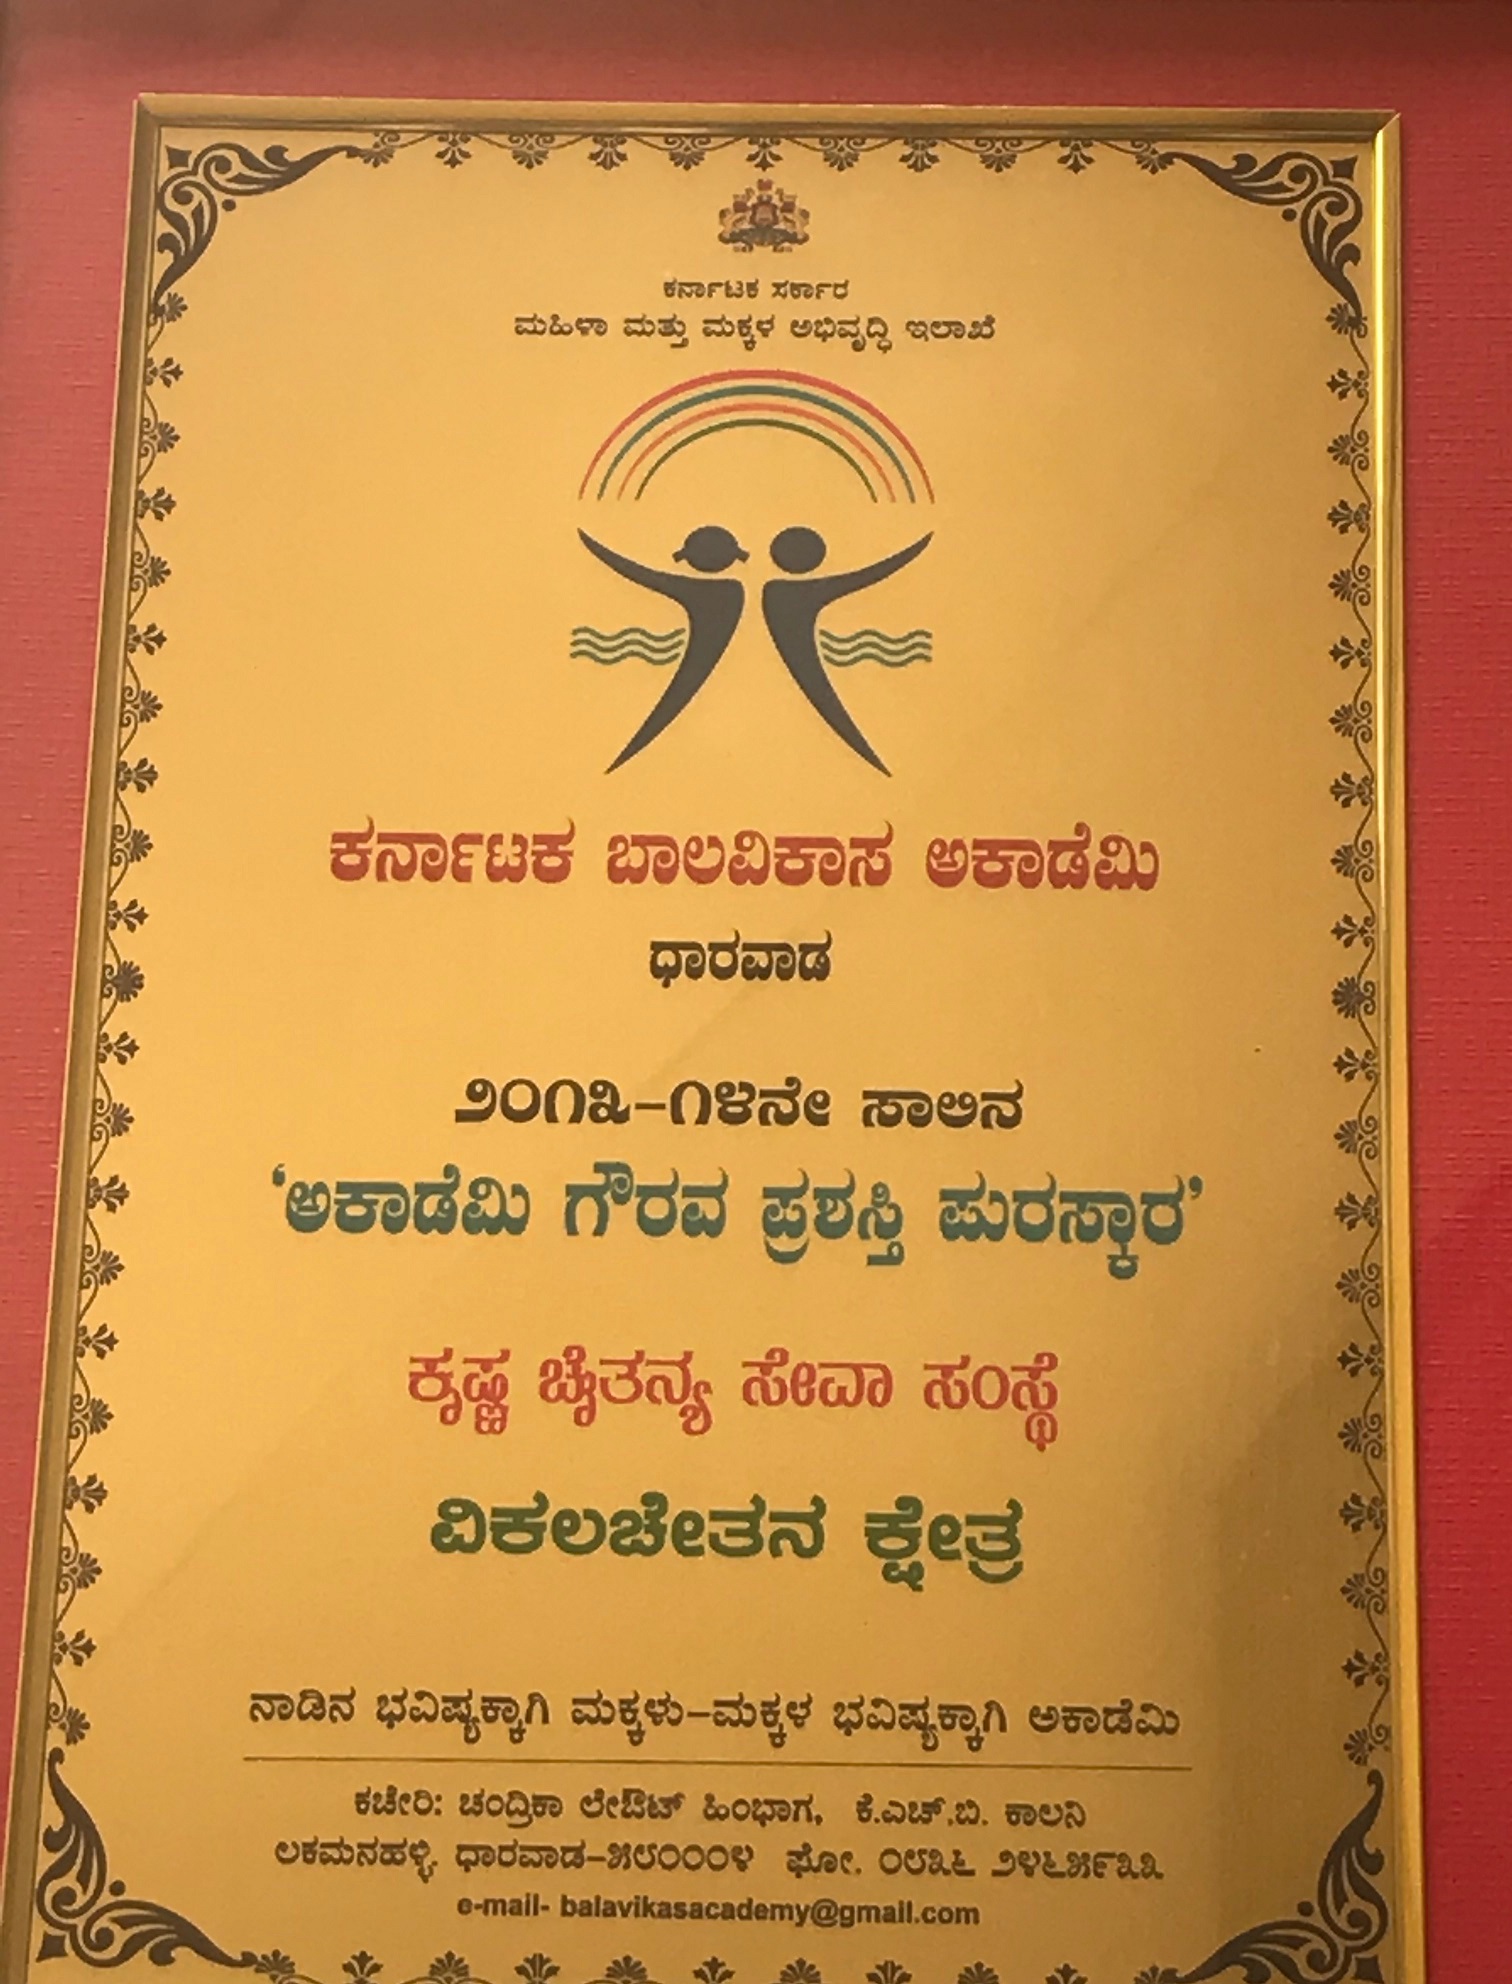 ಕರ್ನಾಟಕ ಸರ್ಕಾರ
ಮಹಿಳಾ ಮತ್ತು ಮಕ್ಕಳ ಅಭಿವೃದ್ಧಿ ಇಲಾಖೆ
ಕರ್ನಾಟಕ ಬಾಲವಿಕಾಸ ಅಕಾಡೆಮಿ
ಧಾರವಾಡ
೨೦೧೩–೧೪ನೇ ಸಾಲಿನ
‘ಅಕಾಡೆಮಿ ಗೌರವ ಪ್ರಶಸ್ತಿ ಪುರಸ್ಕಾರ’
ಕೃಷ್ಣ ಚೈತನ್ಯ ಸೇವಾ ಸಂಸ್ಥೆ
ವಿಕಲಚೇತನ ಕ್ಷೇತ್ರ
ನಾಡಿನ ಭವಿಷ್ಯಕ್ಕಾಗಿ ಮಕ್ಕಳು–ಮಕ್ಕಳ ಭವಿಷ್ಯಕ್ಕಾಗಿ ಅಕಾಡೆಮಿ
ಕಚೇರಿ: ಚಂದ್ರಿಕಾ ಲೇಔಟ್ ಹಿಂಭಾಗ, ಕೆ.ಎಚ್.ಬಿ. ಕಾಲನಿ
ಲಕಮನಹಳ್ಳಿ, ಧಾರವಾಡ–೫೮೦೦೦೪ ಫೋ. ೦೮೩೬ ೨೪೬೫೯೩೩
e-mail- balavikasacademy@gmail.com